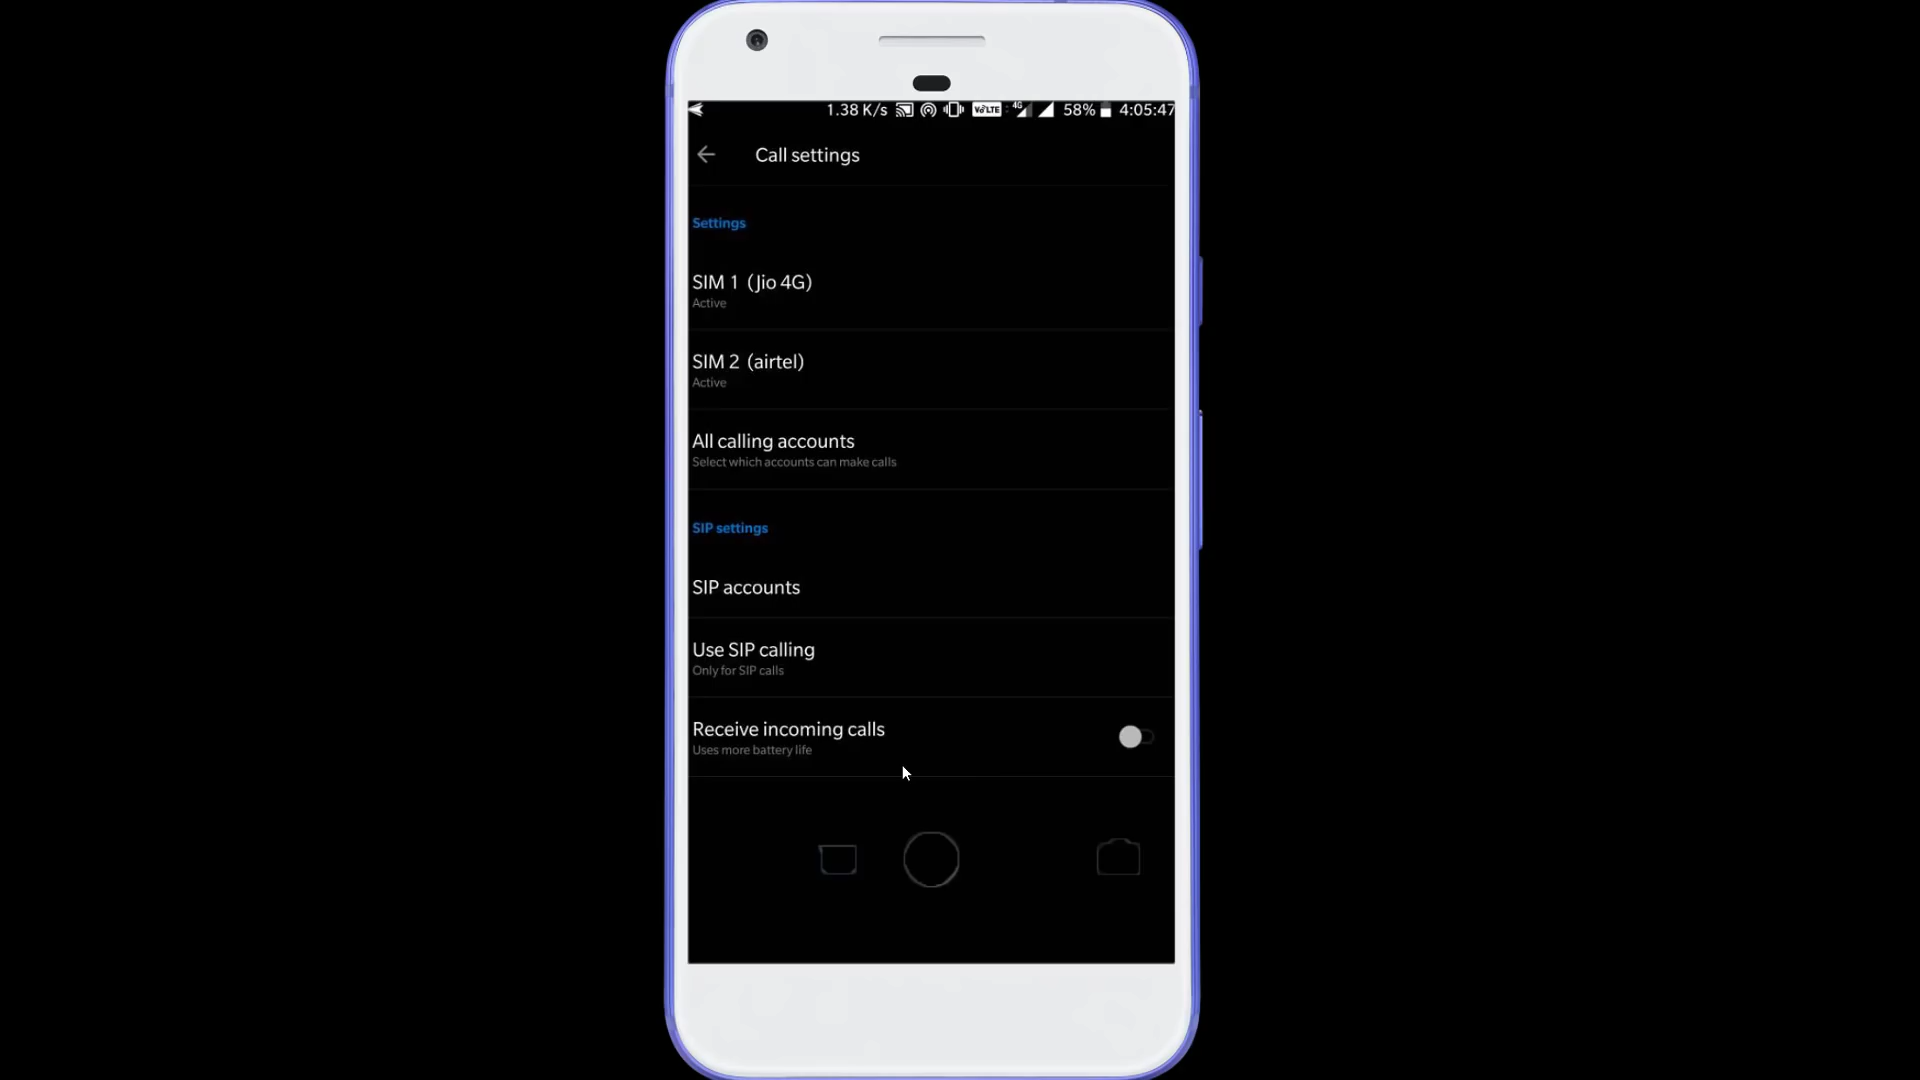 1.38 K/s VoLTE 4G 58% 4:05:47
Call settings
Settings
SIM 1 (Jio 4G)
Active
SIM 2 (airtel)
Active
All calling accounts
Select which accounts can make calls
SIP settings
SIP accounts
Use SIP calling
Only for SIP calls
Receive incoming calls
Uses more battery life